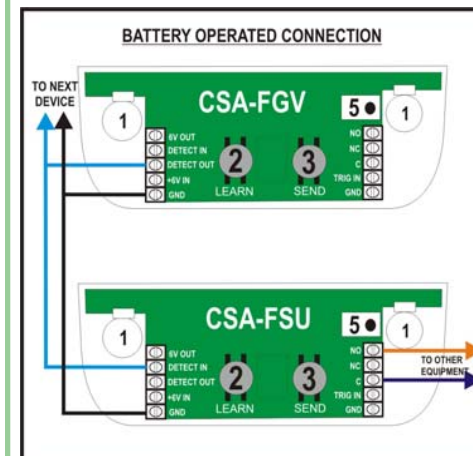 BATTERY OPERATED CONNECTION
TO NEXT
DEVICE
CSA-FGV
1
5
1
6V OUT
DETECT IN
DETECT OUT
+6V IN
GND
2
LEARN
3
SEND
NO
NC
C
TRIG IN
GND
CSA-FSU
1
5
1
6V OUT
DETECT IN
DETECT OUT
+6V IN
GND
2
LEARN
3
SEND
NO
NC
C
TRIG IN
GND
TO OTHER
EQUIPMENT